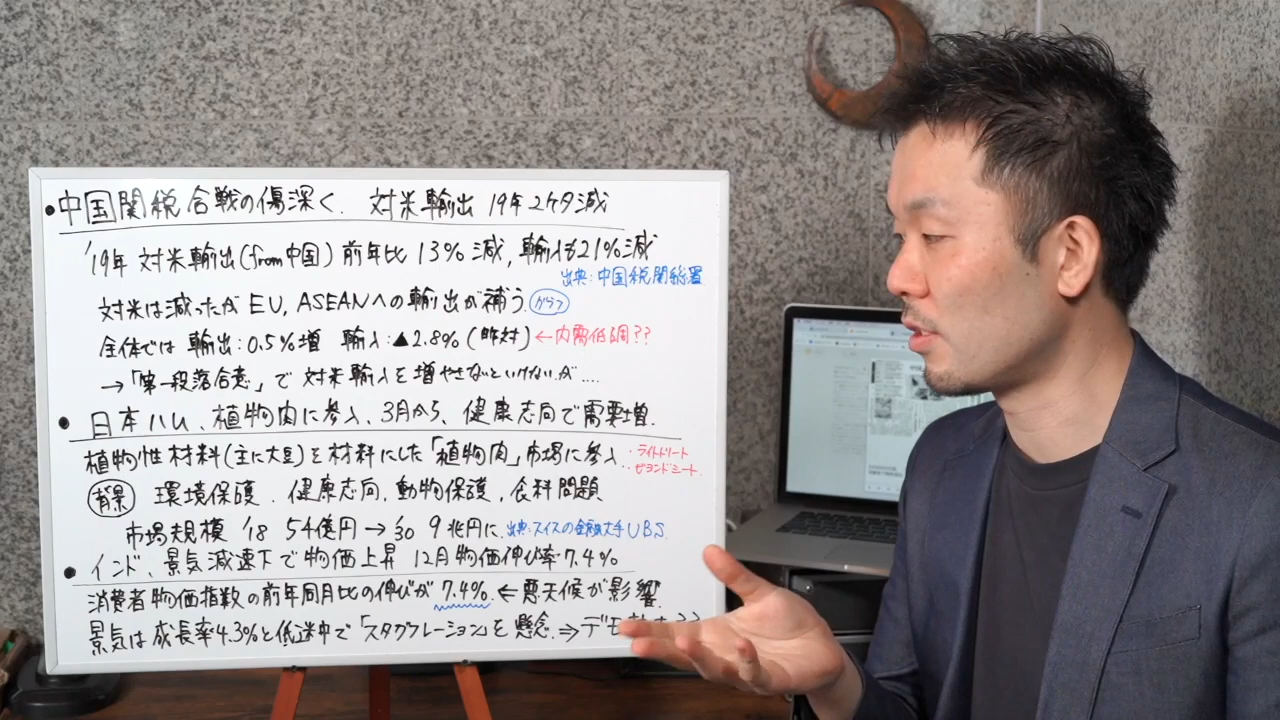 •中国関税合戦の傷深く. 対米輸出 19年2ケタ減
'19年 対米輸出(from中国) 前年比 13%減, 輸入も21%減
出典:中国税関総署
対米は減ったが EU, ASEANへの輸出が補う. かつ
全体では 輸出:0.5%増 輸入:▲2.8% (昨対) ←内需低調??
→「第一段落合意」で 対米輸入を増やさないといけないが....
• 日本ハム、植物肉に参入、3月から、健康志向で需要増.
植物性材料(主に大豆)を材料にした「植物肉」市場に参入
・ライトドリート
・ビヨンドミート.
背景 環境保護. 健康志向, 動物保護, 食料問題
市場規模 '18 54億円 → '30 9兆円に. 出典:スイスの金融大手UBS
• インド、景気減速下で物価上昇 12月物価伸び率7.4%
消費者物価指数の前年同月比の伸びが 7.4%. ←悪天候が影響
景気は成長率4.3%と低迷中で「スタグフレーション」を懸念. ⇒デモ